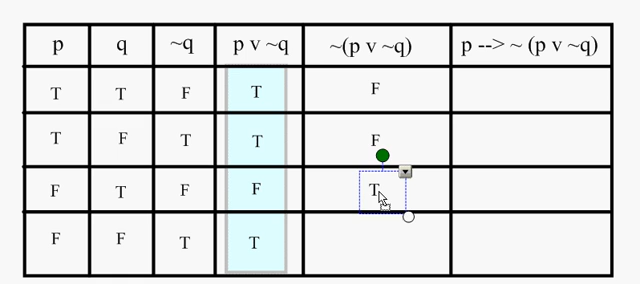 p q ~q p v ~q ~(p v ~q) p --> ~ (p v ~q)
T T F T F
T F T T F
F T F F T
F F T T